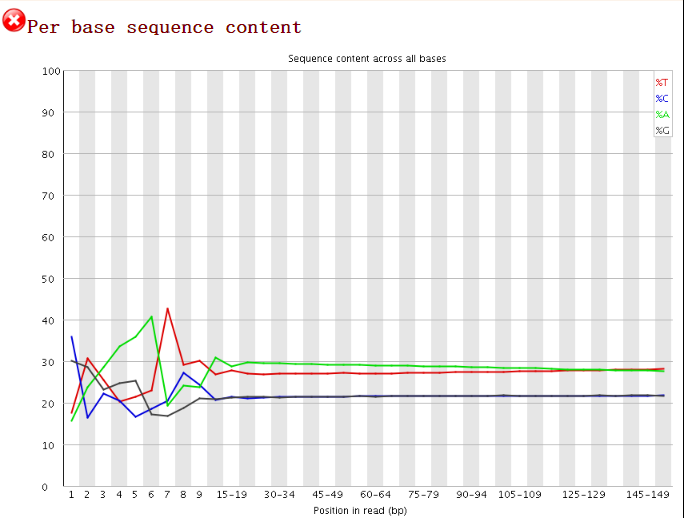 Per base sequence content
Sequence content across all bases
%T
%C
%A
%G
100
90
80
70
60
50
40
30
20
10
0
1 2 3 4 5 6 7 8 9 15-19 30-34 45-49 60-64 75-79 90-94 105-109 125-129 145-149
Position in read (bp)